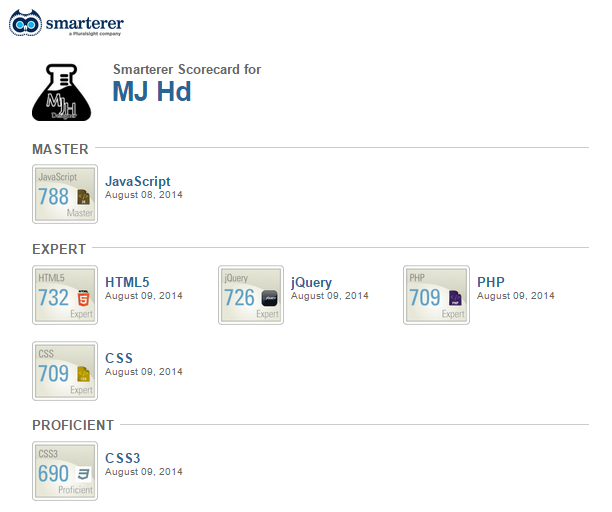 smarterer
a Pluralsight company
Smarterer Scorecard for
MJ Hd
MJH
Designer
MASTER
JavaScript
788
Master
JavaScript
August 08, 2014
EXPERT
HTML5
732
Expert
HTML5
August 09, 2014
jQuery
726
Expert
jQuery
August 09, 2014
PHP
709
PHP
Expert
PHP
August 09, 2014
CSS
709
Expert
CSS
August 09, 2014
PROFICIENT
CSS3
690
Proficient
CSS3
August 09, 2014